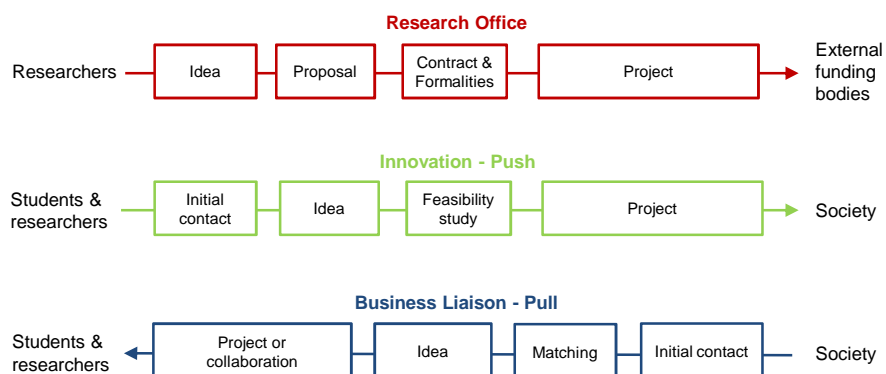 Research Office
Researchers
Idea
Proposal
Contract &
Formalities
Project
External
funding
bodies
Innovation - Push
Students &
researchers
Initial
contact
Idea
Feasibility
study
Project
Society
Business Liaison - Pull
Students &
researchers
Project or
collaboration
Idea
Matching
Initial contact
Society